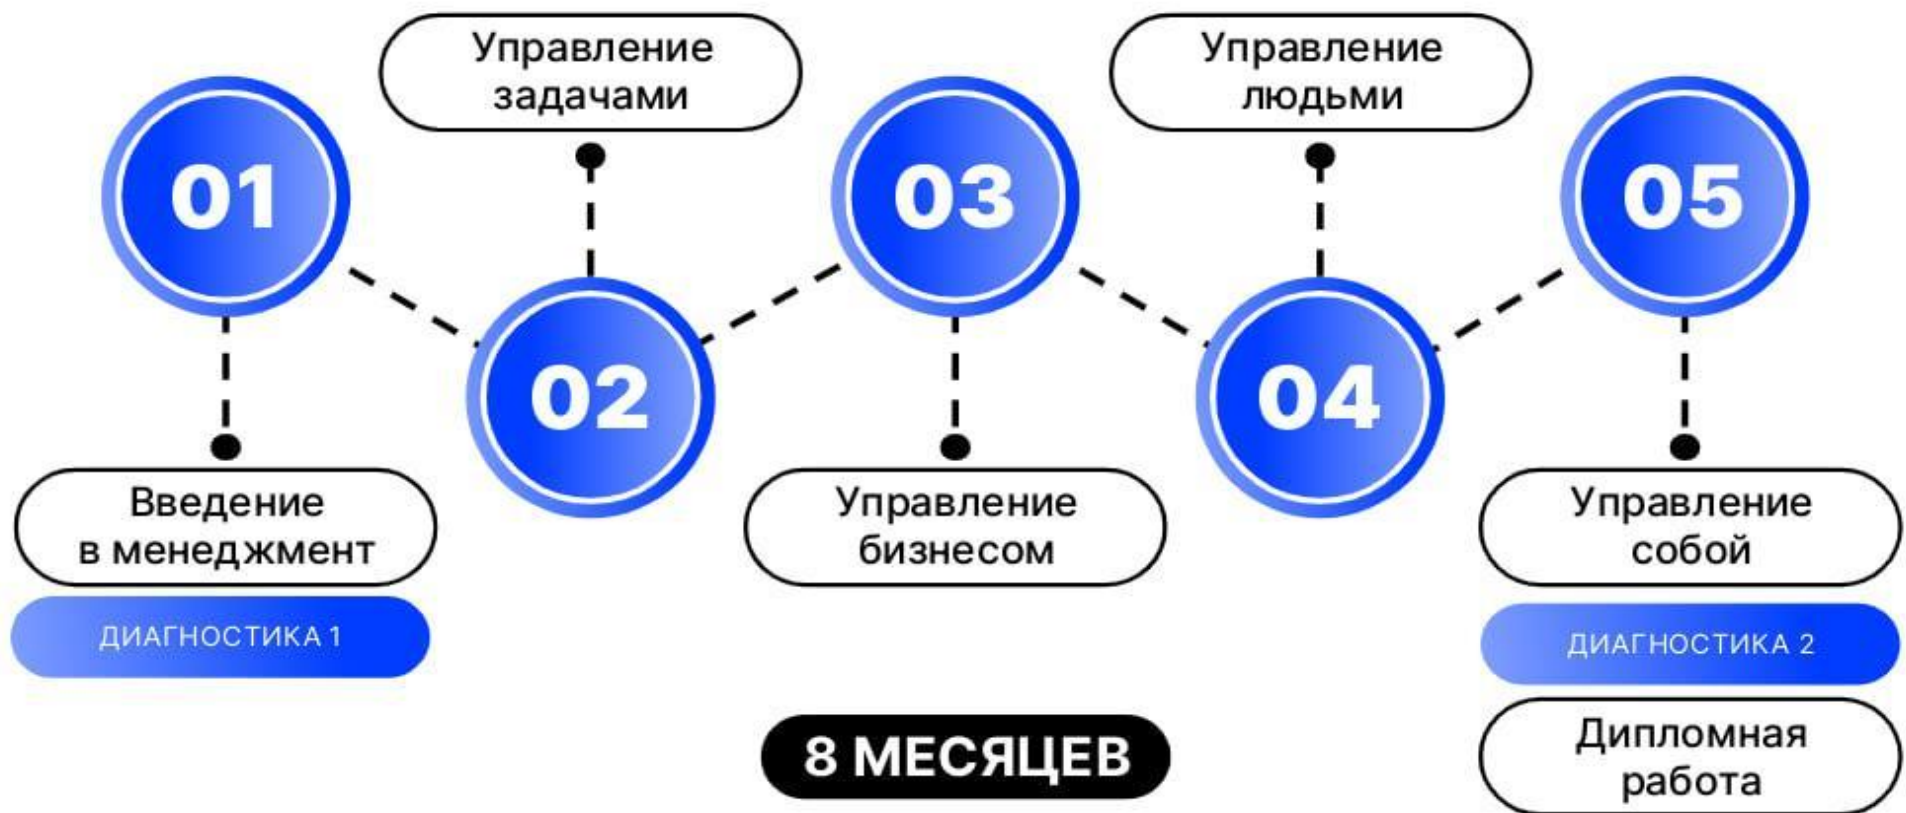 Управление
задачами
Управление
людьми
01
03
05
02
04
Введение
в менеджмент
Управление
бизнесом
Управление
собой
ДИАГНОСТИКА 1
ДИАГНОСТИКА 2
8 МЕСЯЦЕВ
Дипломная
работа